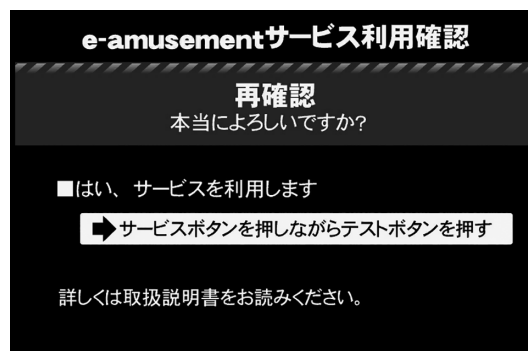 e-amusementサービス利用確認
再確認
本当によろしいですか?
■はい、サービスを利用します
➡サービスボタンを押しながらテストボタンを押す
詳しくは取扱説明書をお読みください。